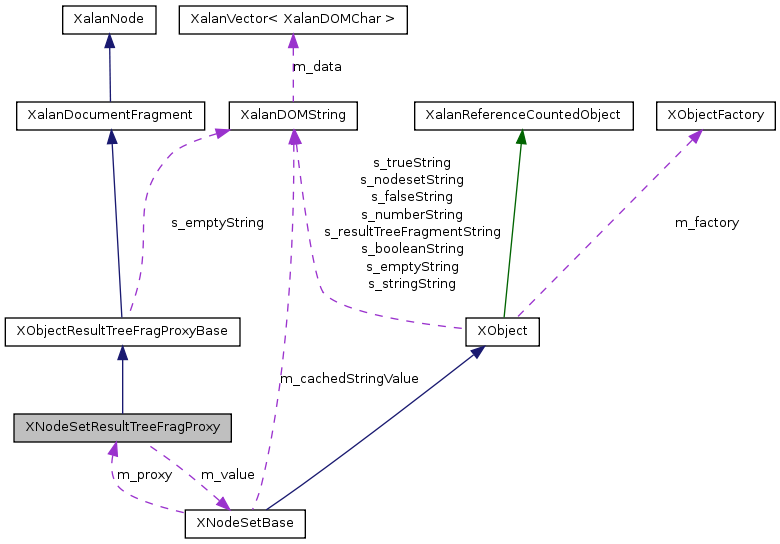 XalanNode
XalanVector< XalanDOMChar >
m_data
XalanDocumentFragment
XalanDOMString
XalanReferenceCountedObject
XObjectFactory
s_trueString
s_nodesetString
s_falseString
s_numberString
s_resultTreeFragmentString
s_booleanString
s_emptyString
s_stringString
s_emptyString
m_factory
XObjectResultTreeFragProxyBase
XObject
m_cachedStringValue
XNodeSetResultTreeFragProxy
m_proxy
m_value
XNodeSetBase